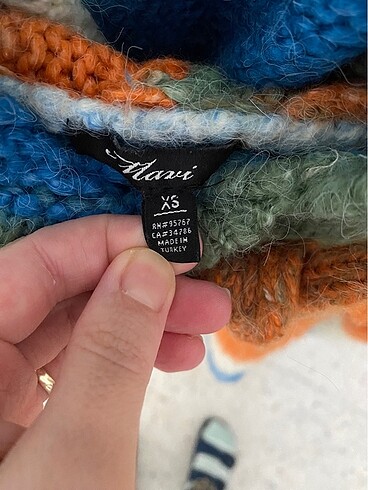 Mavi
XS
RN#95767
CA#34786
MADE IN
TURKEY